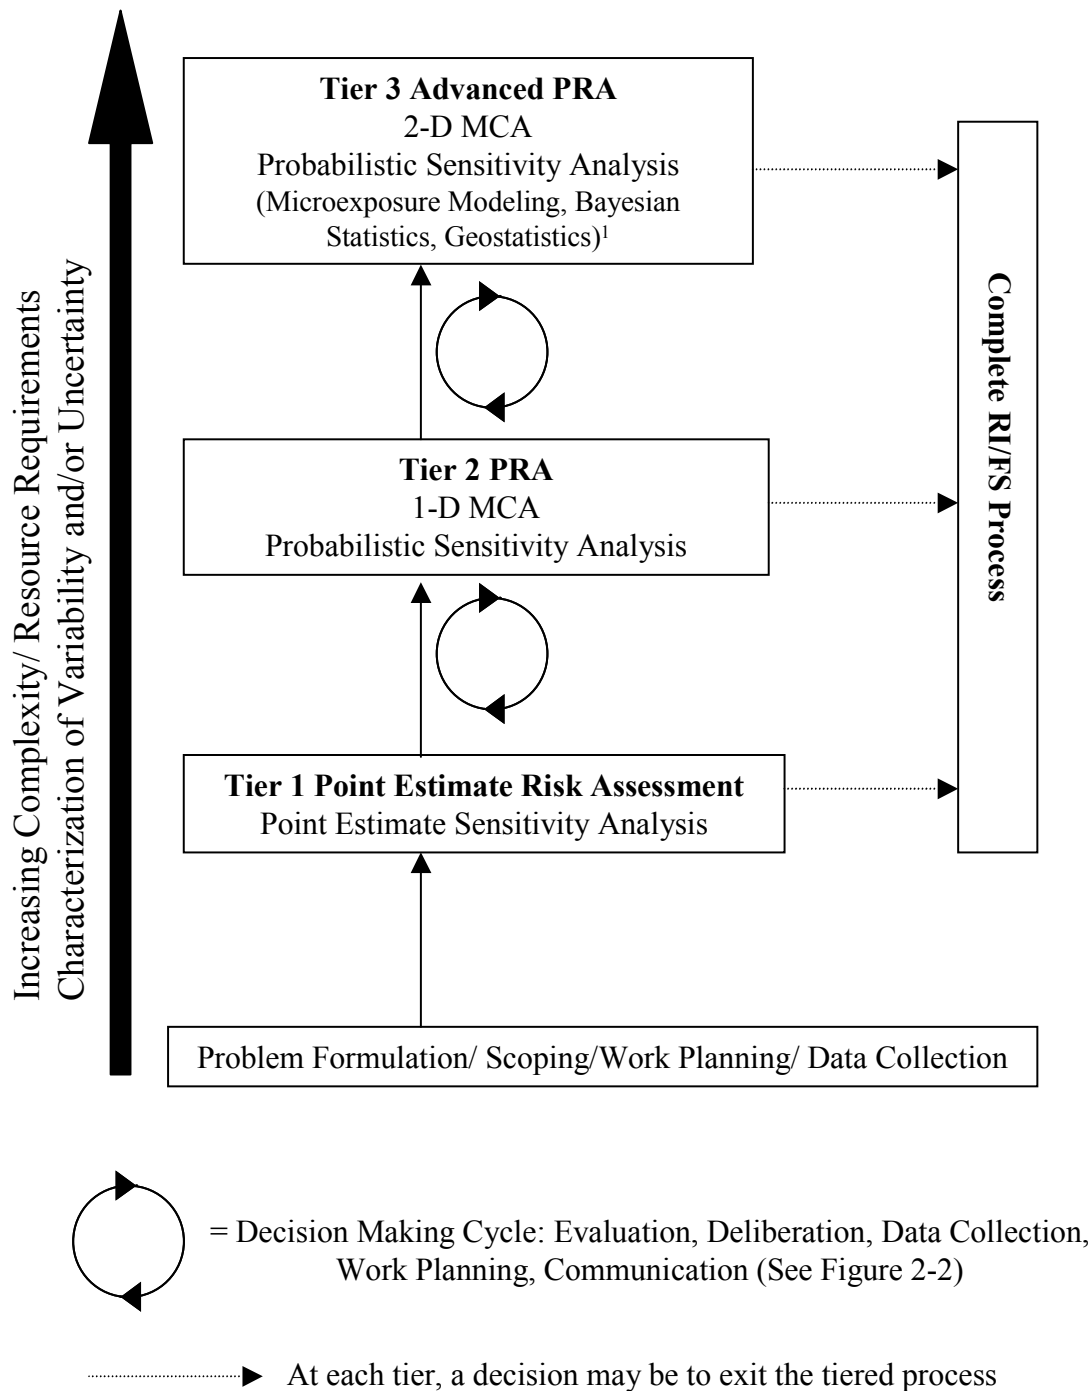 Increasing Complexity/ Resource Requirements
Characterization of Variability and/or Uncertainty
Tier 3 Advanced PRA
2-D MCA
Probabilistic Sensitivity Analysis
(Microexposure Modeling, Bayesian
Statistics, Geostatistics)¹
Tier 2 PRA
1-D MCA
Probabilistic Sensitivity Analysis
Tier 1 Point Estimate Risk Assessment
Point Estimate Sensitivity Analysis
Problem Formulation/ Scoping/Work Planning/ Data Collection
Complete RI/FS Process
= Decision Making Cycle: Evaluation, Deliberation, Data Collection,
Work Planning, Communication (See Figure 2-2)
At each tier, a decision may be to exit the tiered process